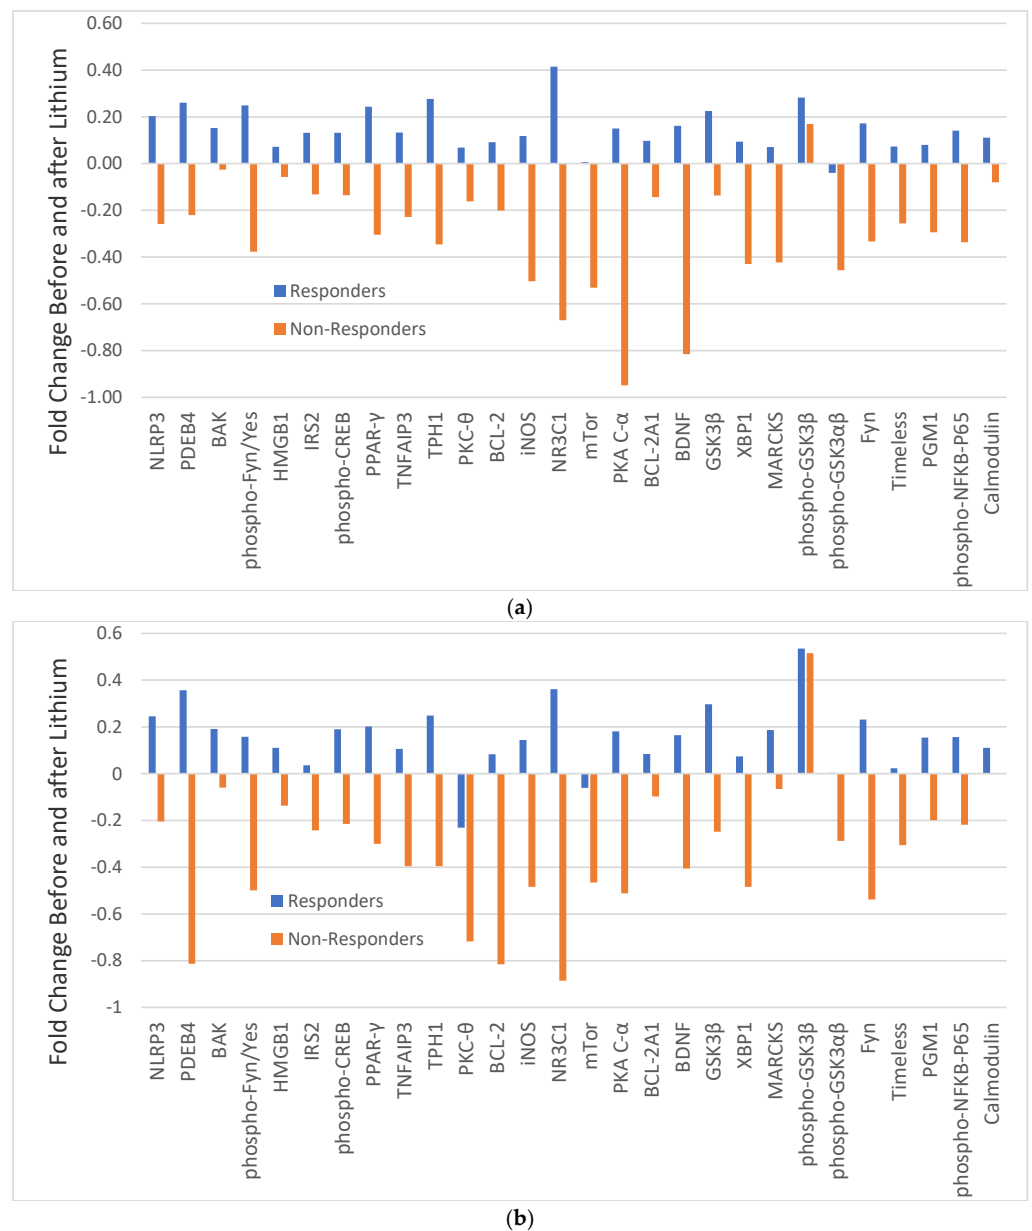 Fold Change Before and after Lithium
0.60
0.40
0.20
0.00
-0.20
-0.40
-0.60
-0.80
-1.00
Responders
Non-Responders
NLRP3
PDEB4
BAK
phospho-Fyn/Yes
HMGB1
IRS2
phospho-CREB
PPAR-γ
TNFAIP3
TPH1
PKC-θ
BCL-2
iNOS
NR3C1
mTor
PKA C-α
BCL-2A1
BDNF
GSK3β
XBP1
MARCKS
phospho-GSK3β
phospho-GSK3αβ
Fyn
Timeless
PGM1
phospho-NFKB-P65
Calmodulin
(a)
Fold Change Before and after Lithium
0.6
0.4
0.2
0
-0.2
-0.4
-0.6
-0.8
-1
Responders
Non-Responders
NLRP3
PDEB4
BAK
phospho-Fyn/Yes
HMGB1
IRS2
phospho-CREB
PPAR-γ
TNFAIP3
TPH1
PKC-θ
BCL-2
iNOS
NR3C1
mTor
PKA C-α
BCL-2A1
BDNF
GSK3β
XBP1
MARCKS
phospho-GSK3β
phospho-GSK3αβ
Fyn
Timeless
PGM1
phospho-NFKB-P65
Calmodulin
(b)